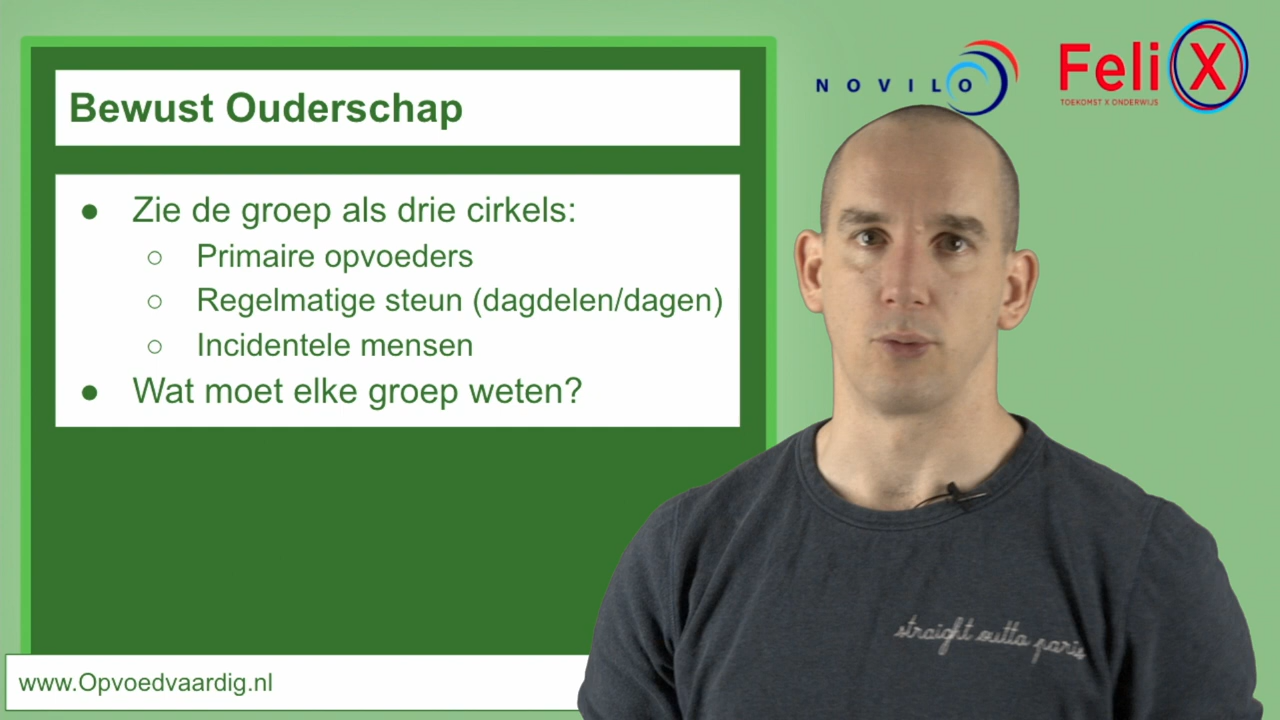 Bewust Ouderschap
● Zie de groep als drie cirkels:
○ Primaire opvoeders
○ Regelmatige steun (dagdelen/dagen)
○ Incidentele mensen
● Wat moet elke groep weten?
www.Opvoedvaardig.nl
NOVILO
FeliX
TOEKOMST X ONDERWIJS
straight outta paris